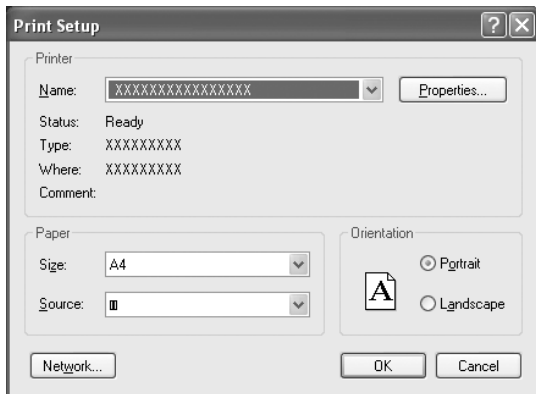 Print Setup
Printer
Name: XXXXXXXXXXXXXXXX Properties...
Status: Ready
Type: XXXXXXXXX
Where: XXXXXXXXX
Comment:
Paper
Size: A4
Source:
Orientation
A
Portrait
Landscape
Network... OK Cancel